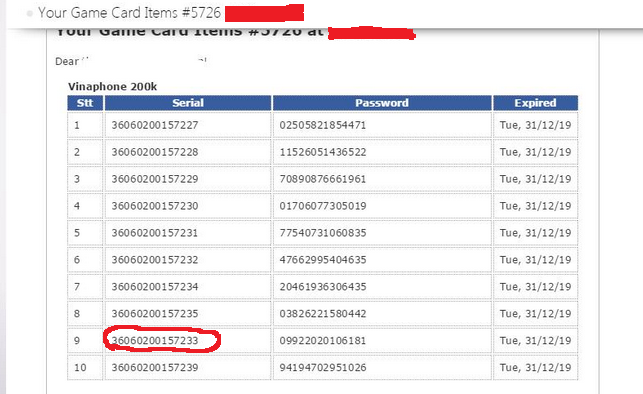 Your Game Card Items #5726
Your Game Card Items #5726 at
Dear
Vinaphone 200k
Stt Serial Password Expired
1 36060200157227 02505821854471 Tue, 31/12/19
2 36060200157228 11526051436522 Tue, 31/12/19
3 36060200157229 70890876661961 Tue, 31/12/19
4 36060200157230 01706077305019 Tue, 31/12/19
5 36060200157231 77540731060835 Tue, 31/12/19
6 36060200157232 47662995404635 Tue, 31/12/19
7 36060200157234 20461936306435 Tue, 31/12/19
8 36060200157235 03826221580442 Tue, 31/12/19
9 36060200157233 09922020106181 Tue, 31/12/19
10 36060200157239 94194702951026 Tue, 31/12/19